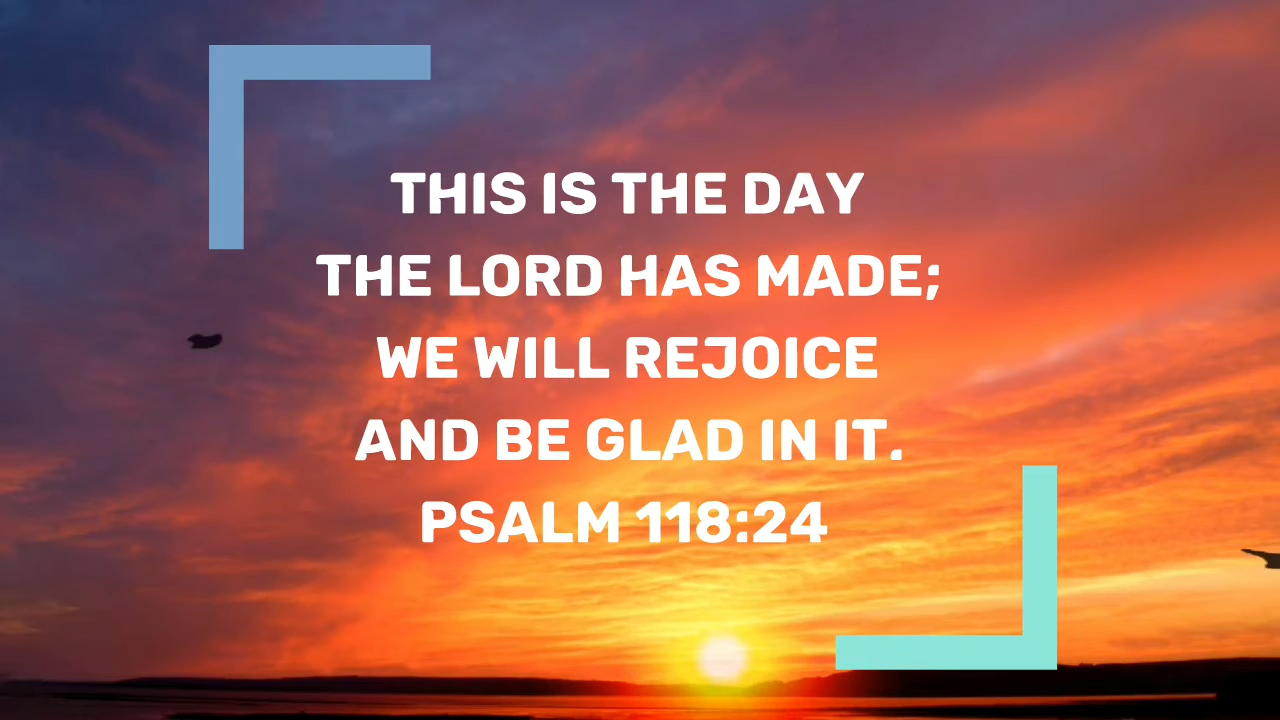 THIS IS THE DAY
THE LORD HAS MADE;
WE WILL REJOICE
AND BE GLAD IN IT.
PSALM 118:24